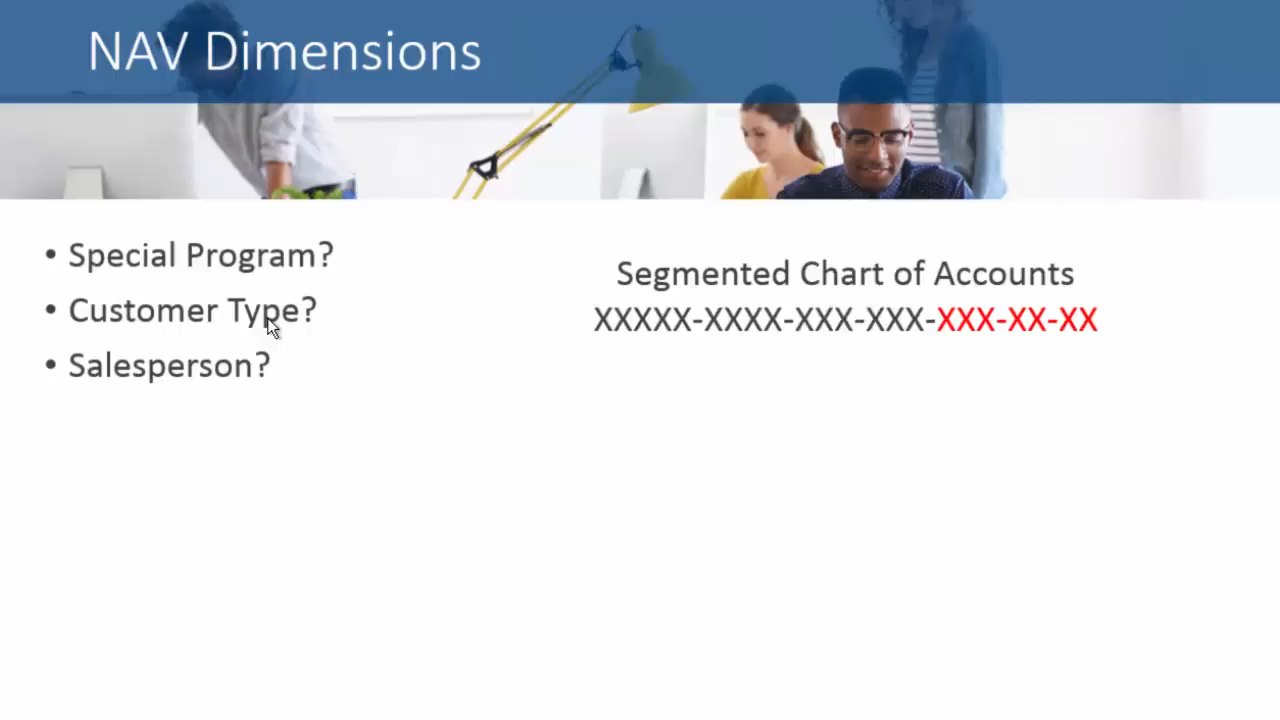 NAV Dimensions
• Special Program?
• Customer Type?
• Salesperson?
Segmented Chart of Accounts
XXXXX-XXXX-XXX-XXX-XXX-XX-XX